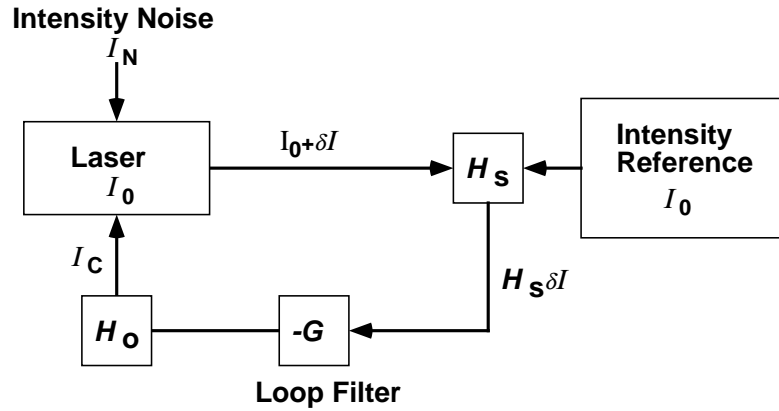 Intensity Noise
I N
Laser
I 0
I0+δI
H s
Intensity
Reference
I 0
I C
H s δI
H o
-G
Loop Filter